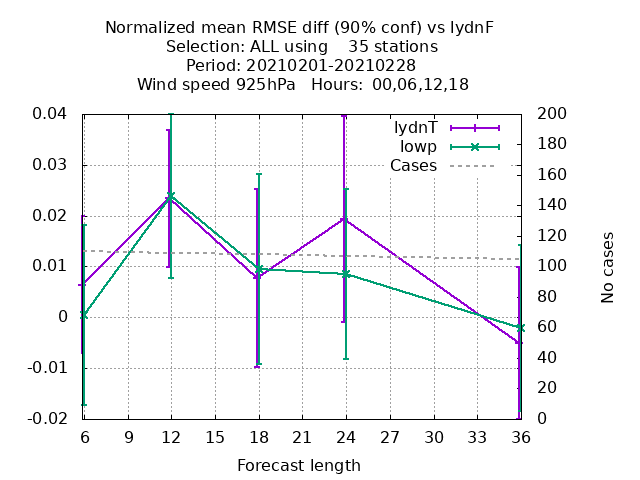 Normalized mean RMSE diff (90% conf) vs lydnF
Selection: ALL using    35 stations
Period: 20210201-20210228
Wind speed 925hPa   Hours: 00,06,12,18
0.04
0.03
0.02
0.01
0
-0.01
-0.02
200
180
160
140
120
100
80
60
40
20
0
lydnT
lowp
Cases
No cases
6 9 12 15 18 21 24 27 30 33 36
Forecast length